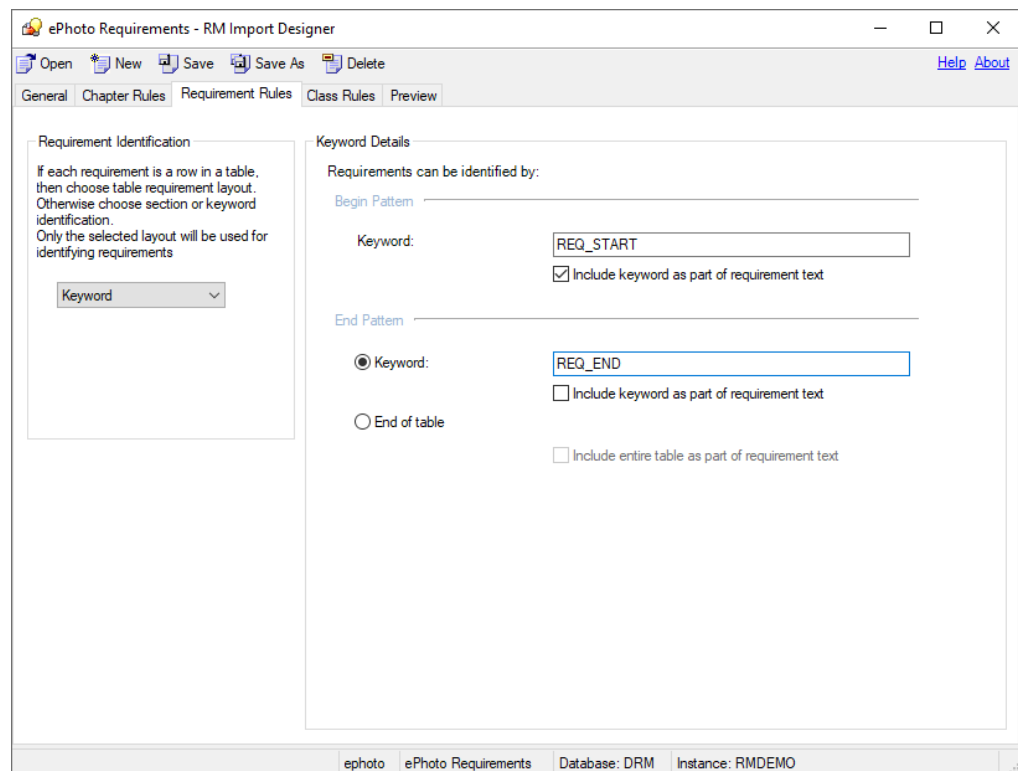 ePhoto Requirements - RM Import Designer
Open New Save Save As Delete Help About
General Chapter Rules Requirement Rules Class Rules Preview
Requirement Identification
If each requirement is a row in a table,
then choose table requirement layout.
Otherwise choose section or keyword
identification.
Only the selected layout will be used for
identifying requirements
Keyword
Keyword Details
Requirements can be identified by:
Begin Pattern
Keyword: REQ_START
Include keyword as part of requirement text
End Pattern
Keyword: REQ_END
Include keyword as part of requirement text
End of table
Include entire table as part of requirement text
ephoto ePhoto Requirements Database: DRM Instance: RMDEMO